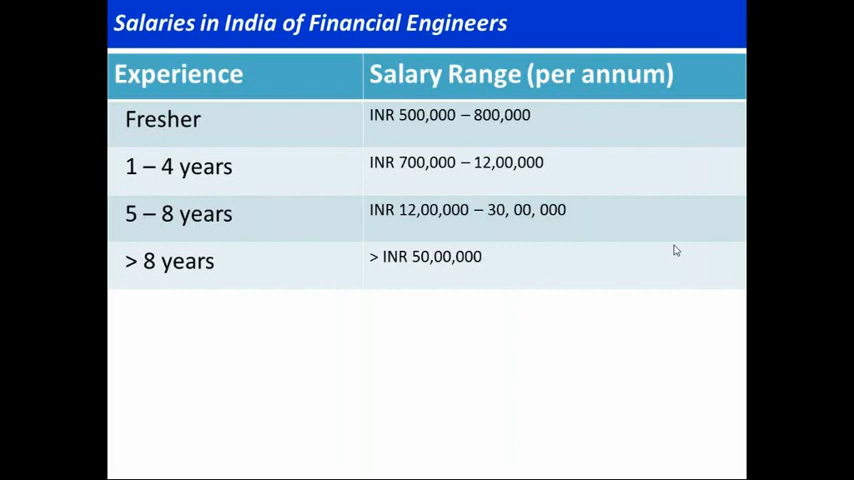 Salaries in India of Financial Engineers
Experience Salary Range (per annum)
Fresher INR 500,000 – 800,000
1 – 4 years INR 700,000 – 12,00,000
5 – 8 years INR 12,00,000 – 30, 00, 000
> 8 years > INR 50,00,000